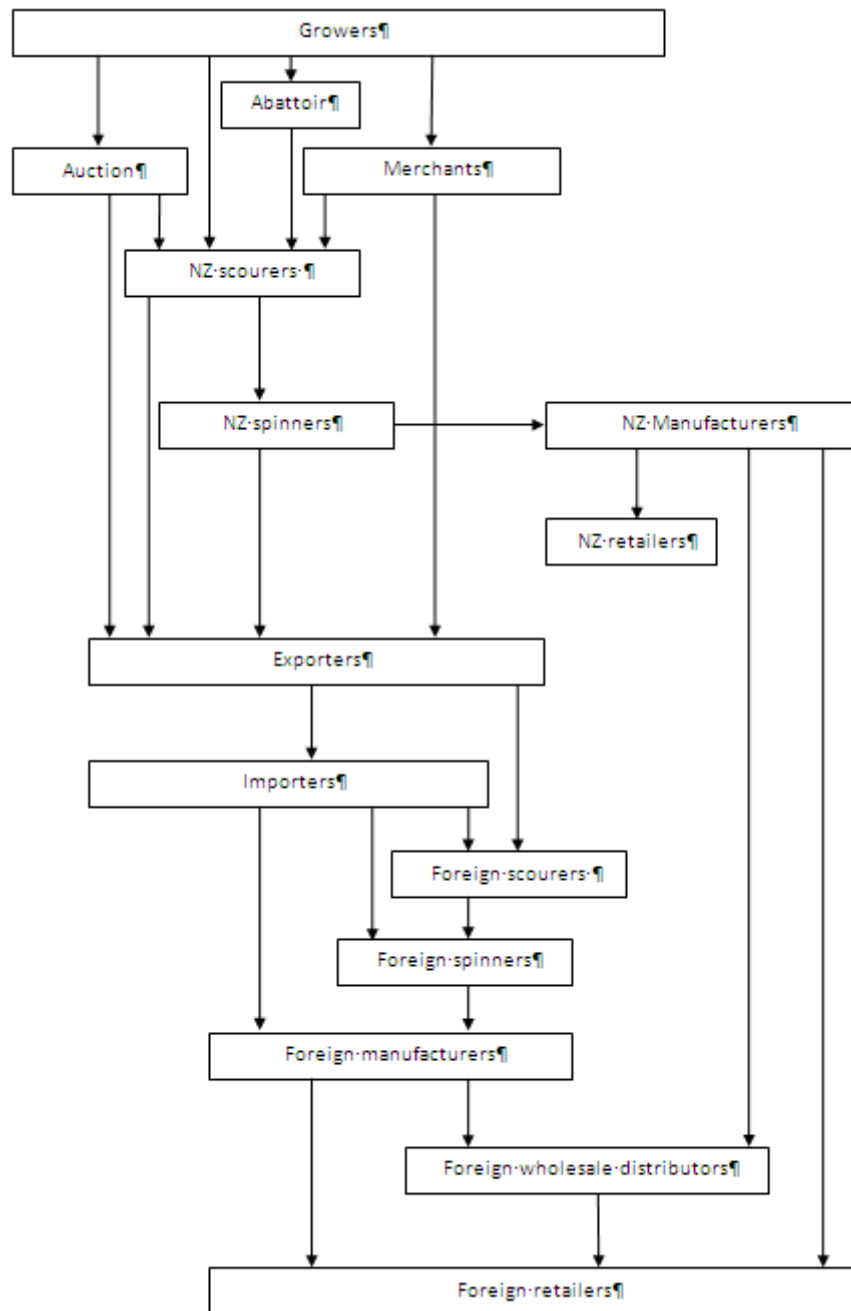 Growers¶
Abattoir¶
Auction¶
Merchants¶
NZ·scourers·¶
NZ·spinners¶
NZ·Manufacturers¶
NZ·retailers¶
Exporters¶
Importers¶
Foreign·scourers·¶
Foreign·spinners¶
Foreign·manufacturers¶
Foreign·wholesale·distributors¶
Foreign·retailers¶